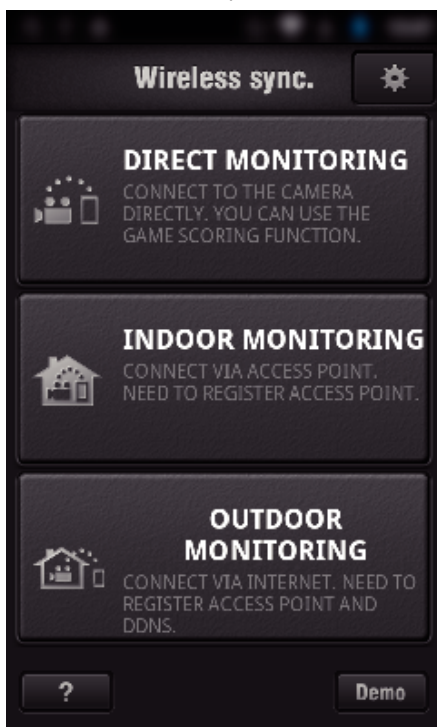 Wireless sync.
DIRECT MONITORING
CONNECT TO THE CAMERA
DIRECTLY. YOU CAN USE THE
GAME SCORING FUNCTION.
INDOOR MONITORING
CONNECT VIA ACCESS POINT.
NEED TO REGISTER ACCESS POINT.
OUTDOOR
MONITORING
CONNECT VIA INTERNET. NEED TO
REGISTER ACCESS POINT AND
DDNS.
?
Demo